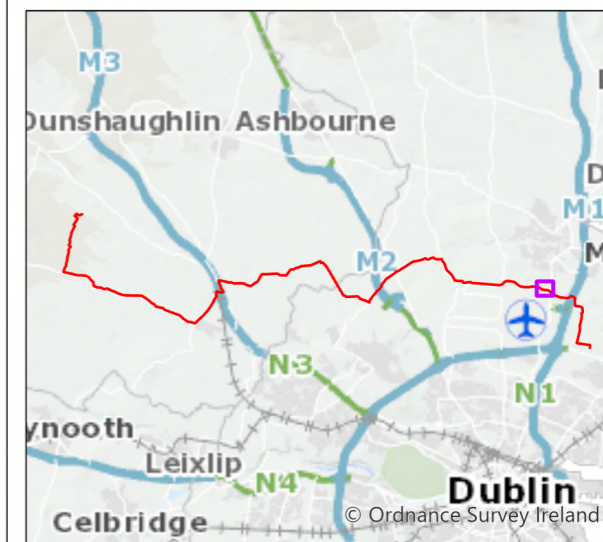 M3
Dunshaughlin Ashbourne
D
M1
M2
M
N3
N1
ynooth
Leixlip
N4
Dublin
Celbridge
© Ordnance Survey Ireland